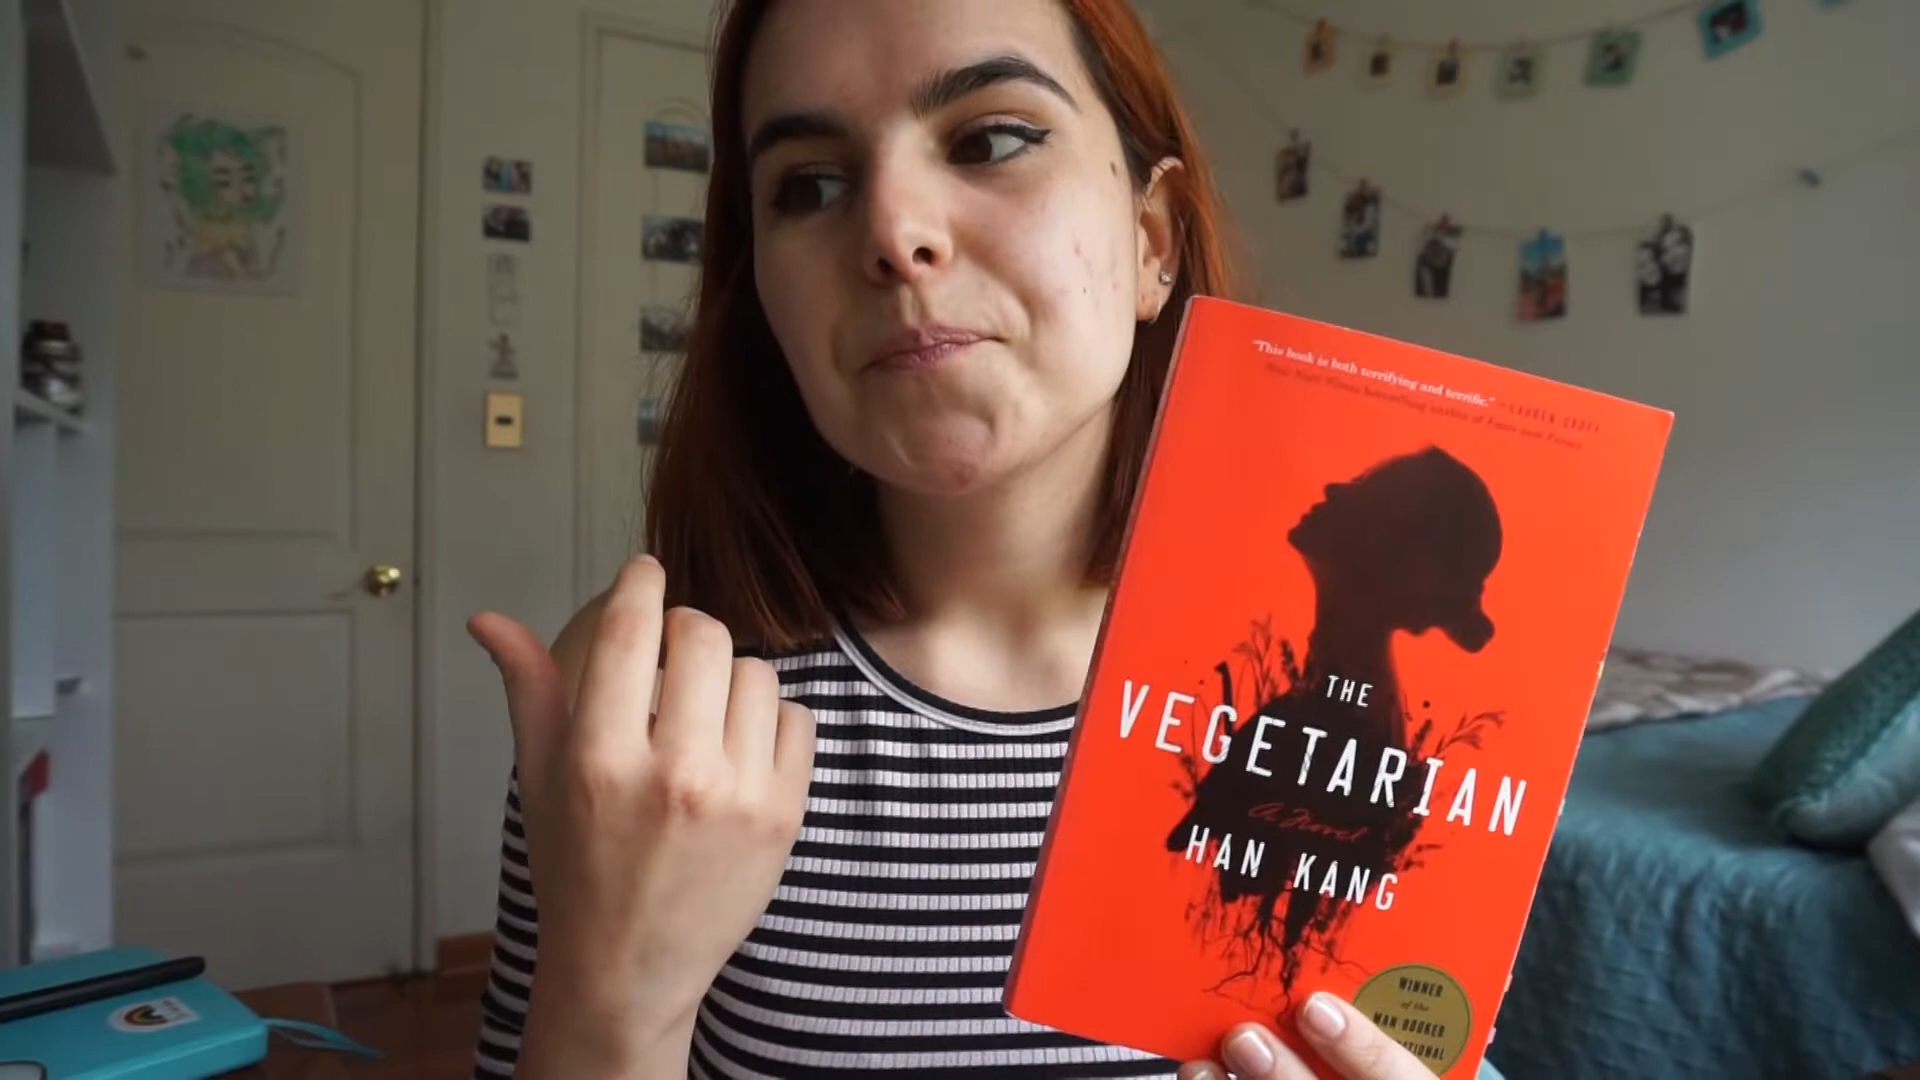 "This book is both terrifying and terrific."
THE
VEGETARIAN
A Novel
HAN KANG
WINNER
of the
MAN BOOKER